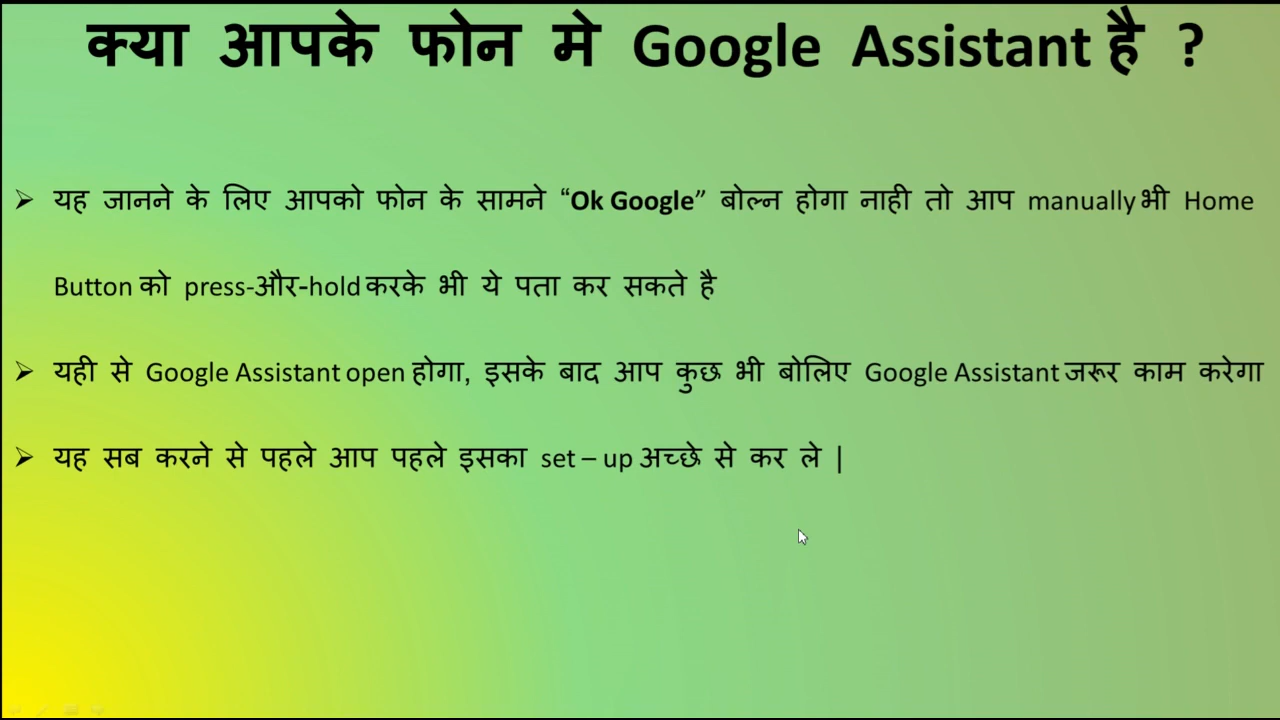 क्या आपके फोन मे Google Assistant है ?
➢ यह जानने के लिए आपको फोन के सामने “Ok Google” बोल्न होगा नाही तो आप manually भी Home
Button को press-और-hold करके भी ये पता कर सकते है
➢ यही से Google Assistant open होगा, इसके बाद आप कुछ भी बोलिए Google Assistant जरूर काम करेगा
➢ यह सब करने से पहले आप पहले इसका set – up अच्छे से कर ले |